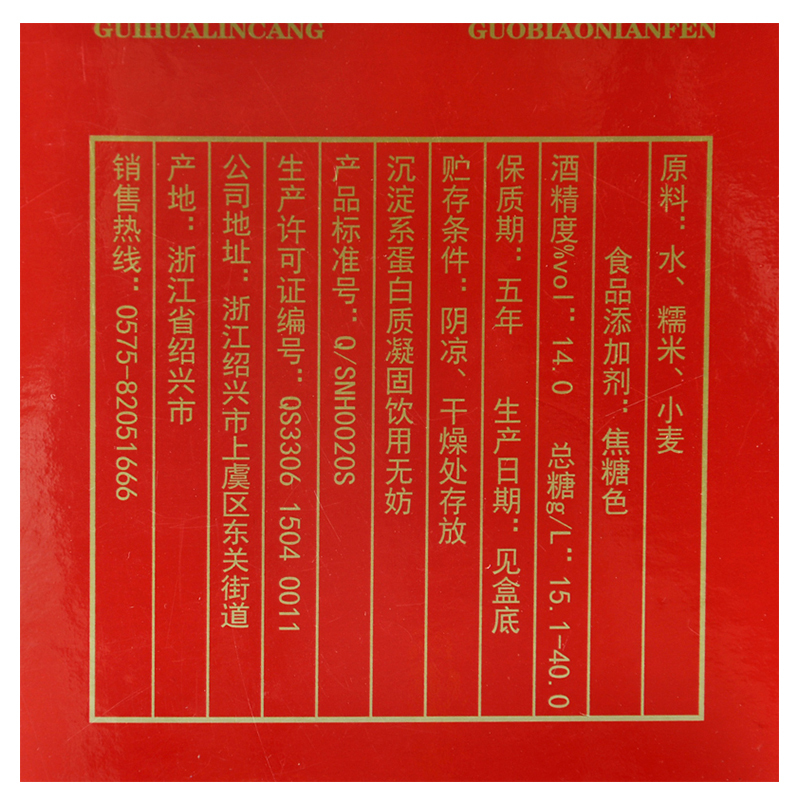 GUIHUALINCANG
GUOBIAONIANFEN
原料：水、糯米、小麦
食品添加剂：焦糖色
酒精度%vol：14.0 总糖g/L：15.1-40.0
保质期：五年 生产日期：见盒底
贮存条件：阴凉、干燥处存放
沉淀系蛋白质凝固饮用无妨
产品标准号：Q/SNH0020S
生产许可证编号：QS3306 1504 0011
公司地址：浙江绍兴市上虞区东关街道
产地：浙江省绍兴市
销售热线：0575-82051666